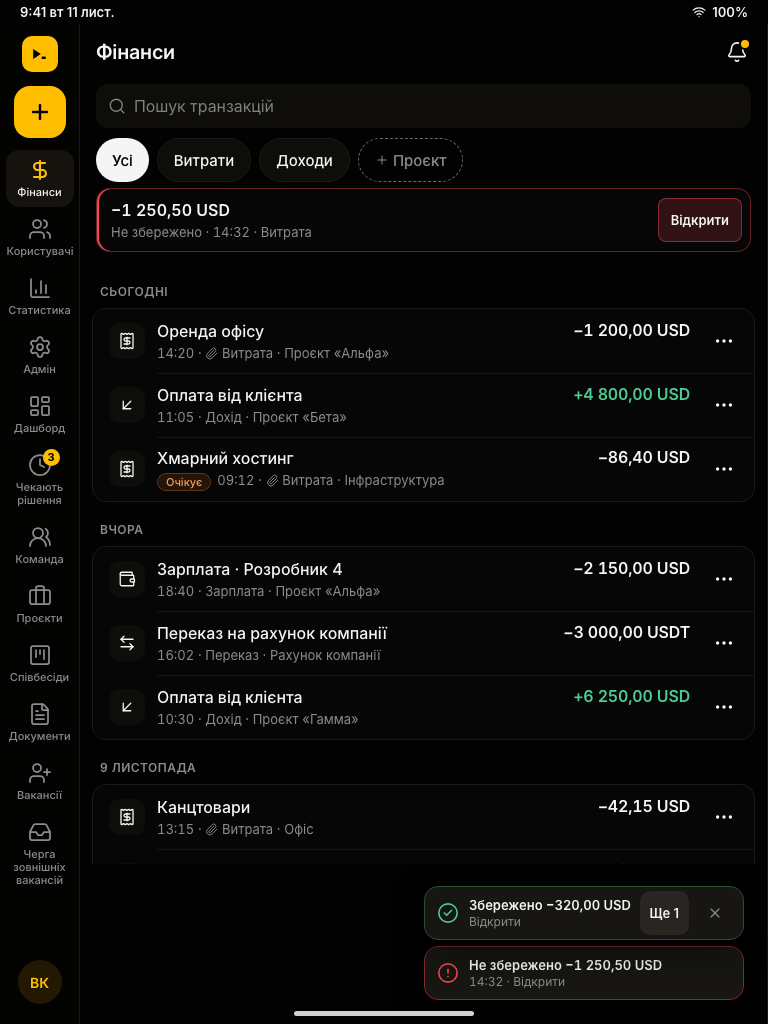 9:41 вт 11 лист.
100%
Фінанси
Пошук транзакцій
Усі
Витрати
Доходи
+ Проєкт
−1 250,50 USD
Не збережено · 14:32 · Витрата
Відкрити
Фінанси
Користувачі
Статистика
Адмін
Дашборд
3
Чекають
рішення
Команда
Проєкти
Співбесіди
Документи
Вакансії
Черга
зовнішніх
вакансій
ВК
СЬОГОДНІ
Оренда офісу
−1 200,00 USD
14:20 · Витрата · Проєкт «Альфа»
Оплата від клієнта
+4 800,00 USD
11:05 · Дохід · Проєкт «Бета»
Хмарний хостинг
−86,40 USD
Очікує 09:12 · Витрата · Інфраструктура
ВЧОРА
Зарплата · Розробник 4
−2 150,00 USD
18:40 · Зарплата · Проєкт «Альфа»
Переказ на рахунок компанії
−3 000,00 USDT
16:02 · Переказ · Рахунок компанії
Оплата від клієнта
+6 250,00 USD
10:30 · Дохід · Проєкт «Гамма»
9 ЛИСТОПАДА
Канцтовари
−42,15 USD
13:15 · Витрата · Офіс
Збережено −320,00 USD
Відкрити
Ще 1
Не збережено −1 250,50 USD
14:32 · Відкрити